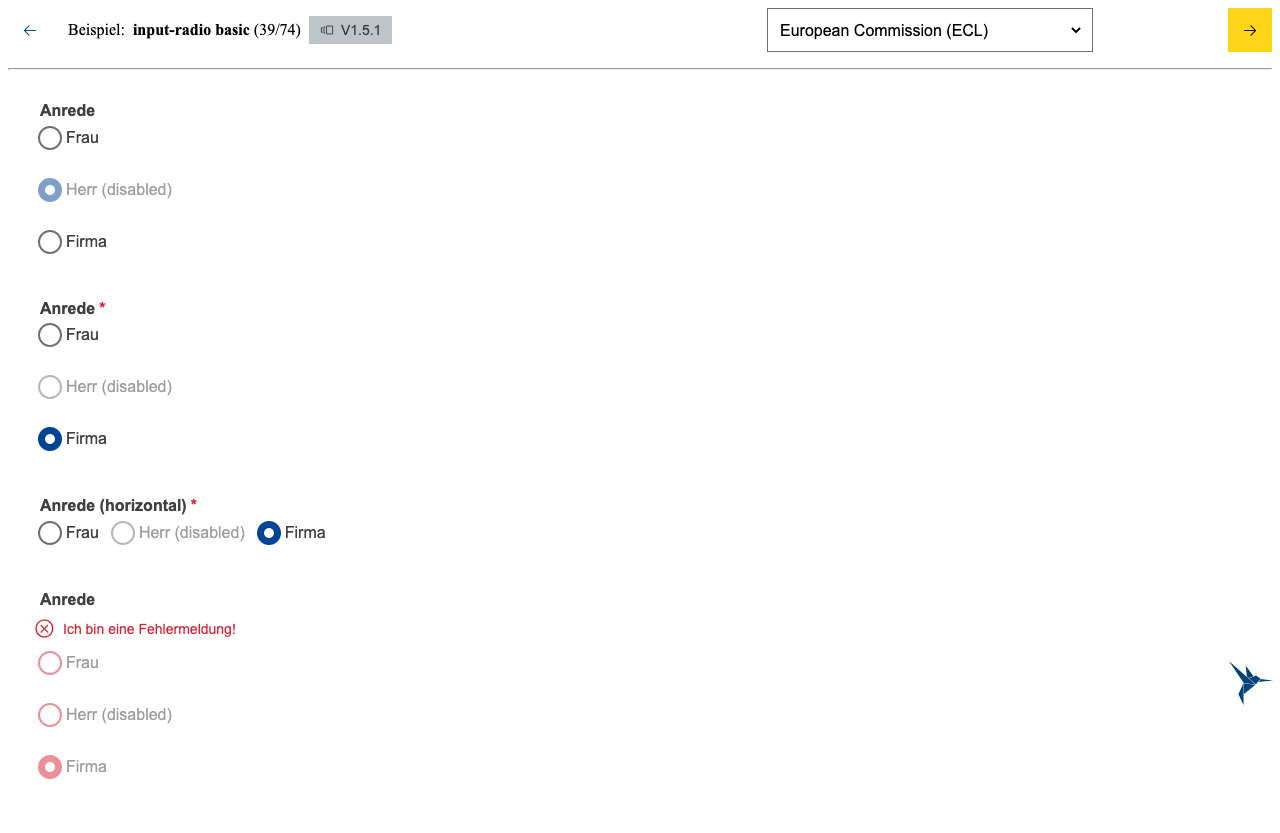 Beispiel: input-radio basic (39/74) V1.5.1 European Commission (ECL)
Anrede
Frau
Herr (disabled)
Firma
Anrede *
Frau
Herr (disabled)
Firma
Anrede (horizontal) *
Frau Herr (disabled) Firma
Anrede
Ich bin eine Fehlermeldung!
Frau
Herr (disabled)
Firma